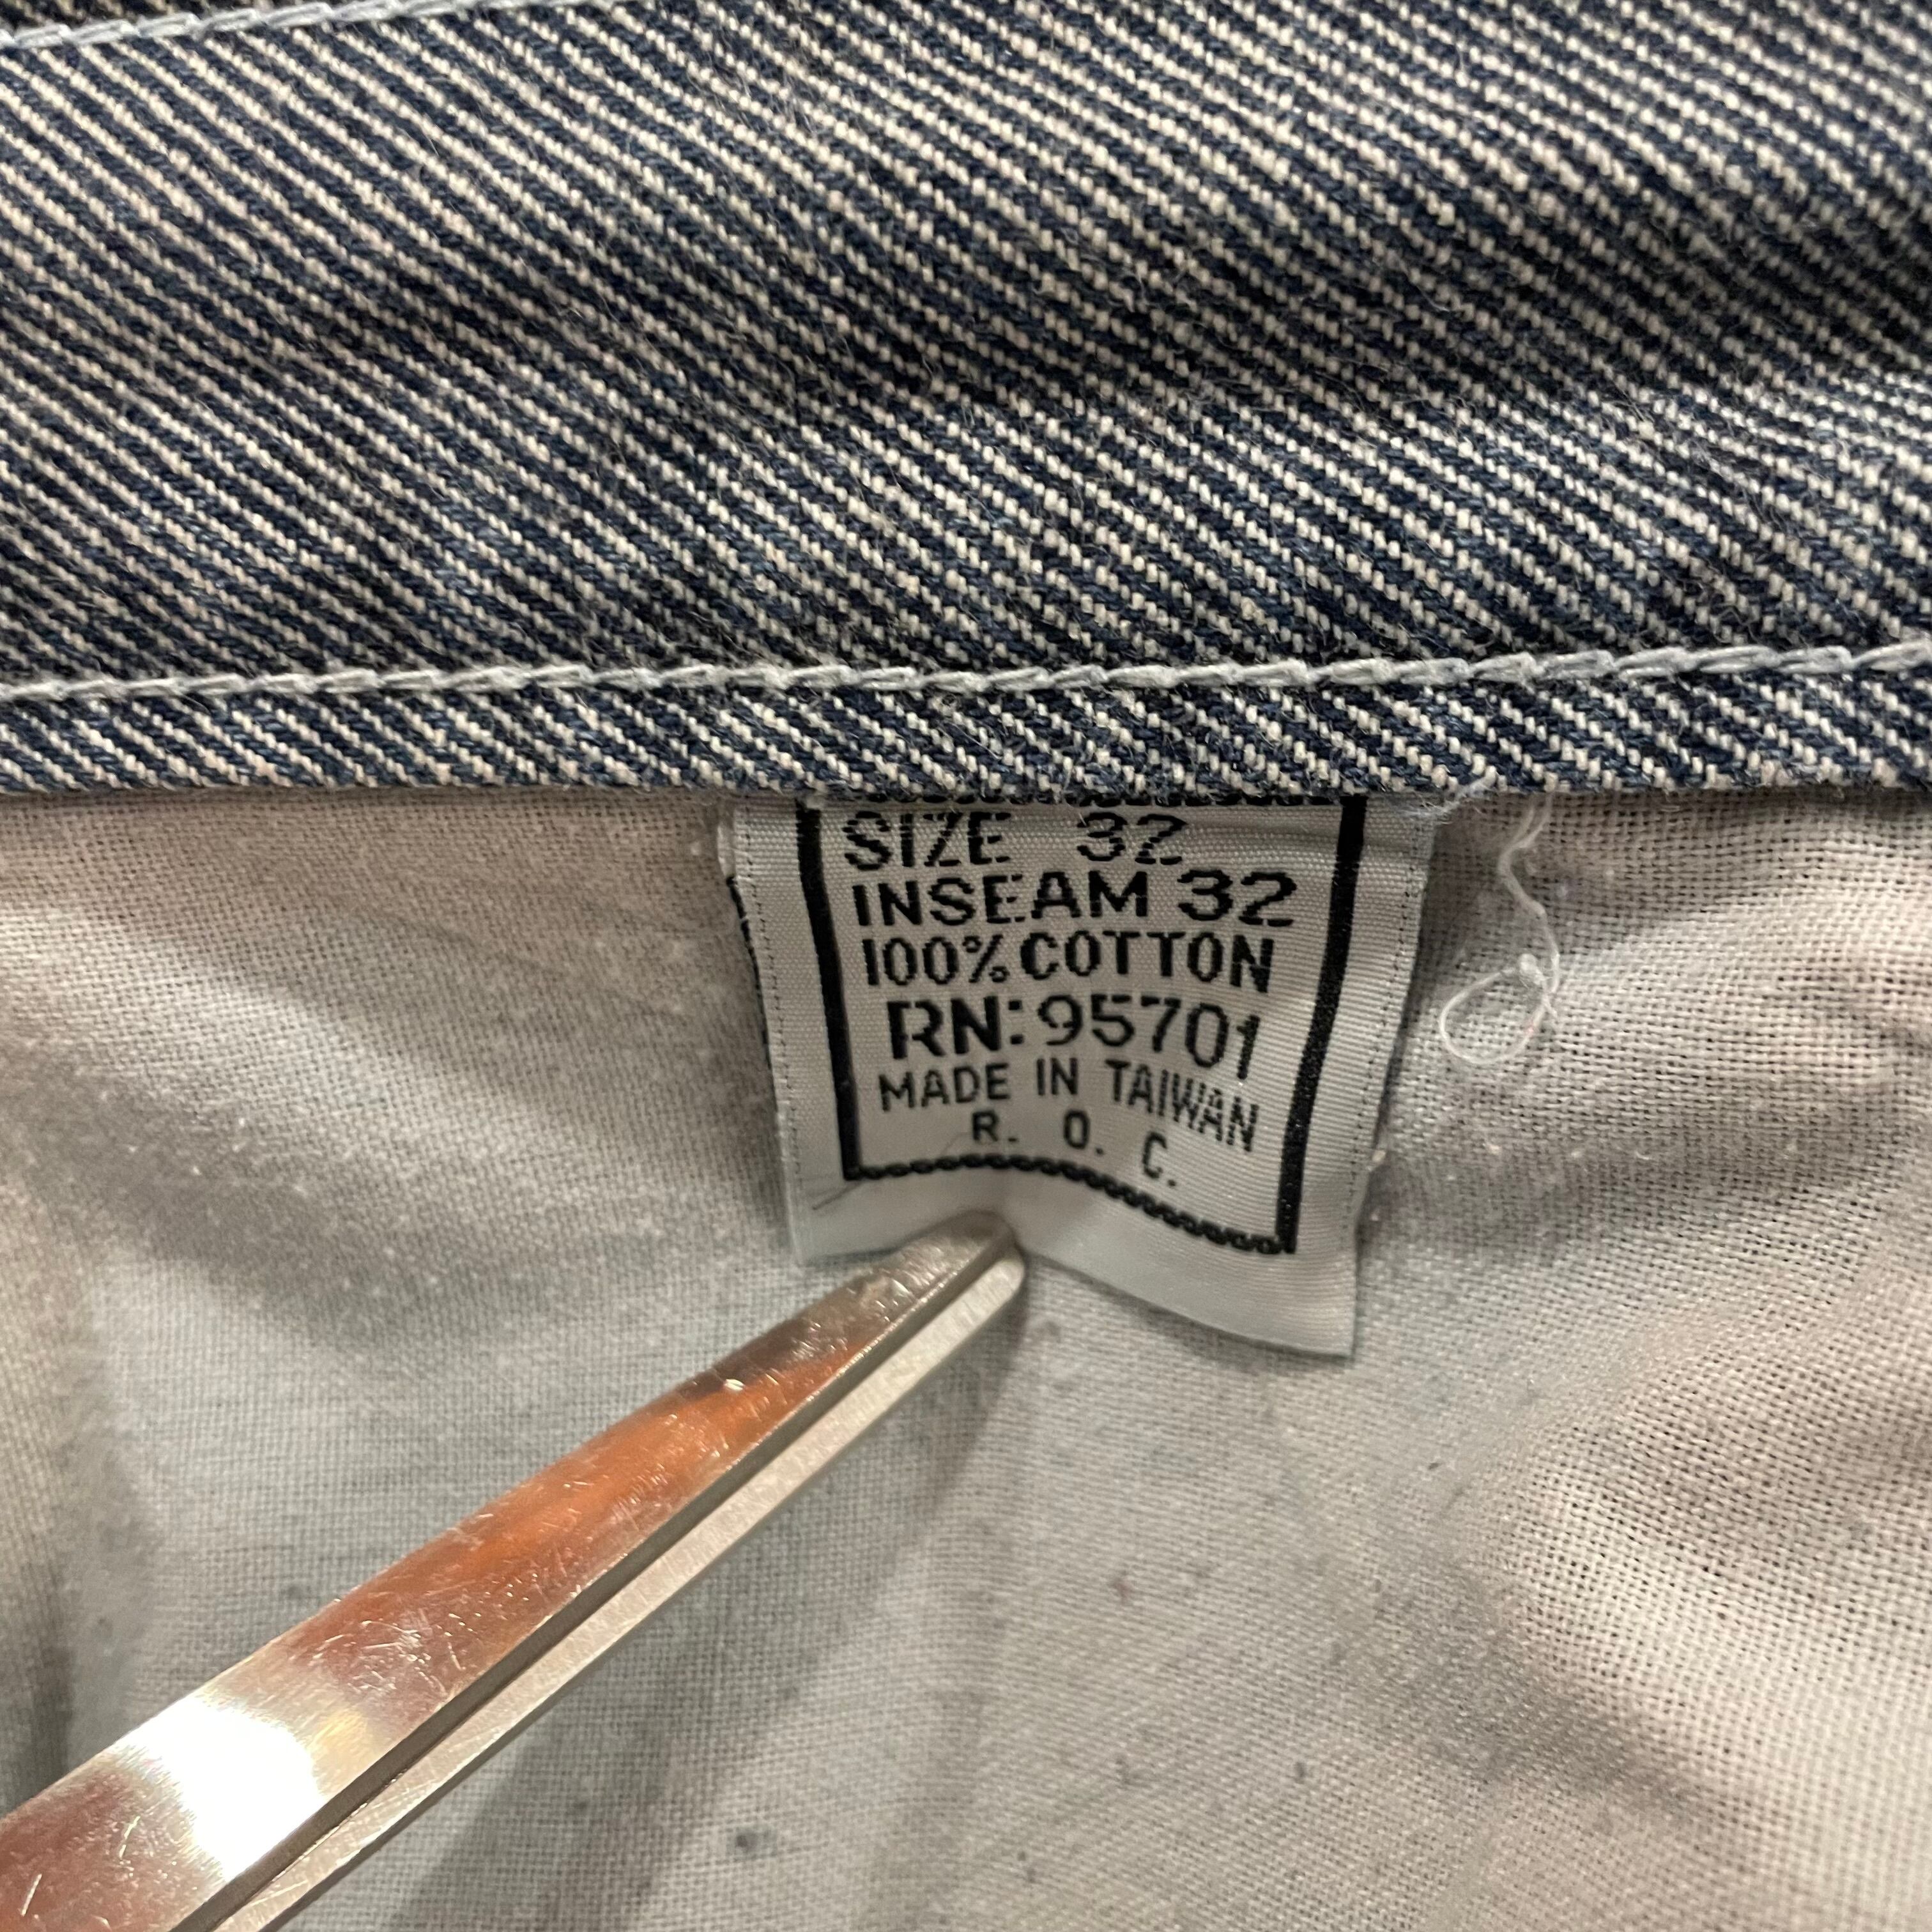 SIZE 32
INSEAM 32
100% COTTON
RN: 95701
MADE IN TAIWAN
R. O. C.